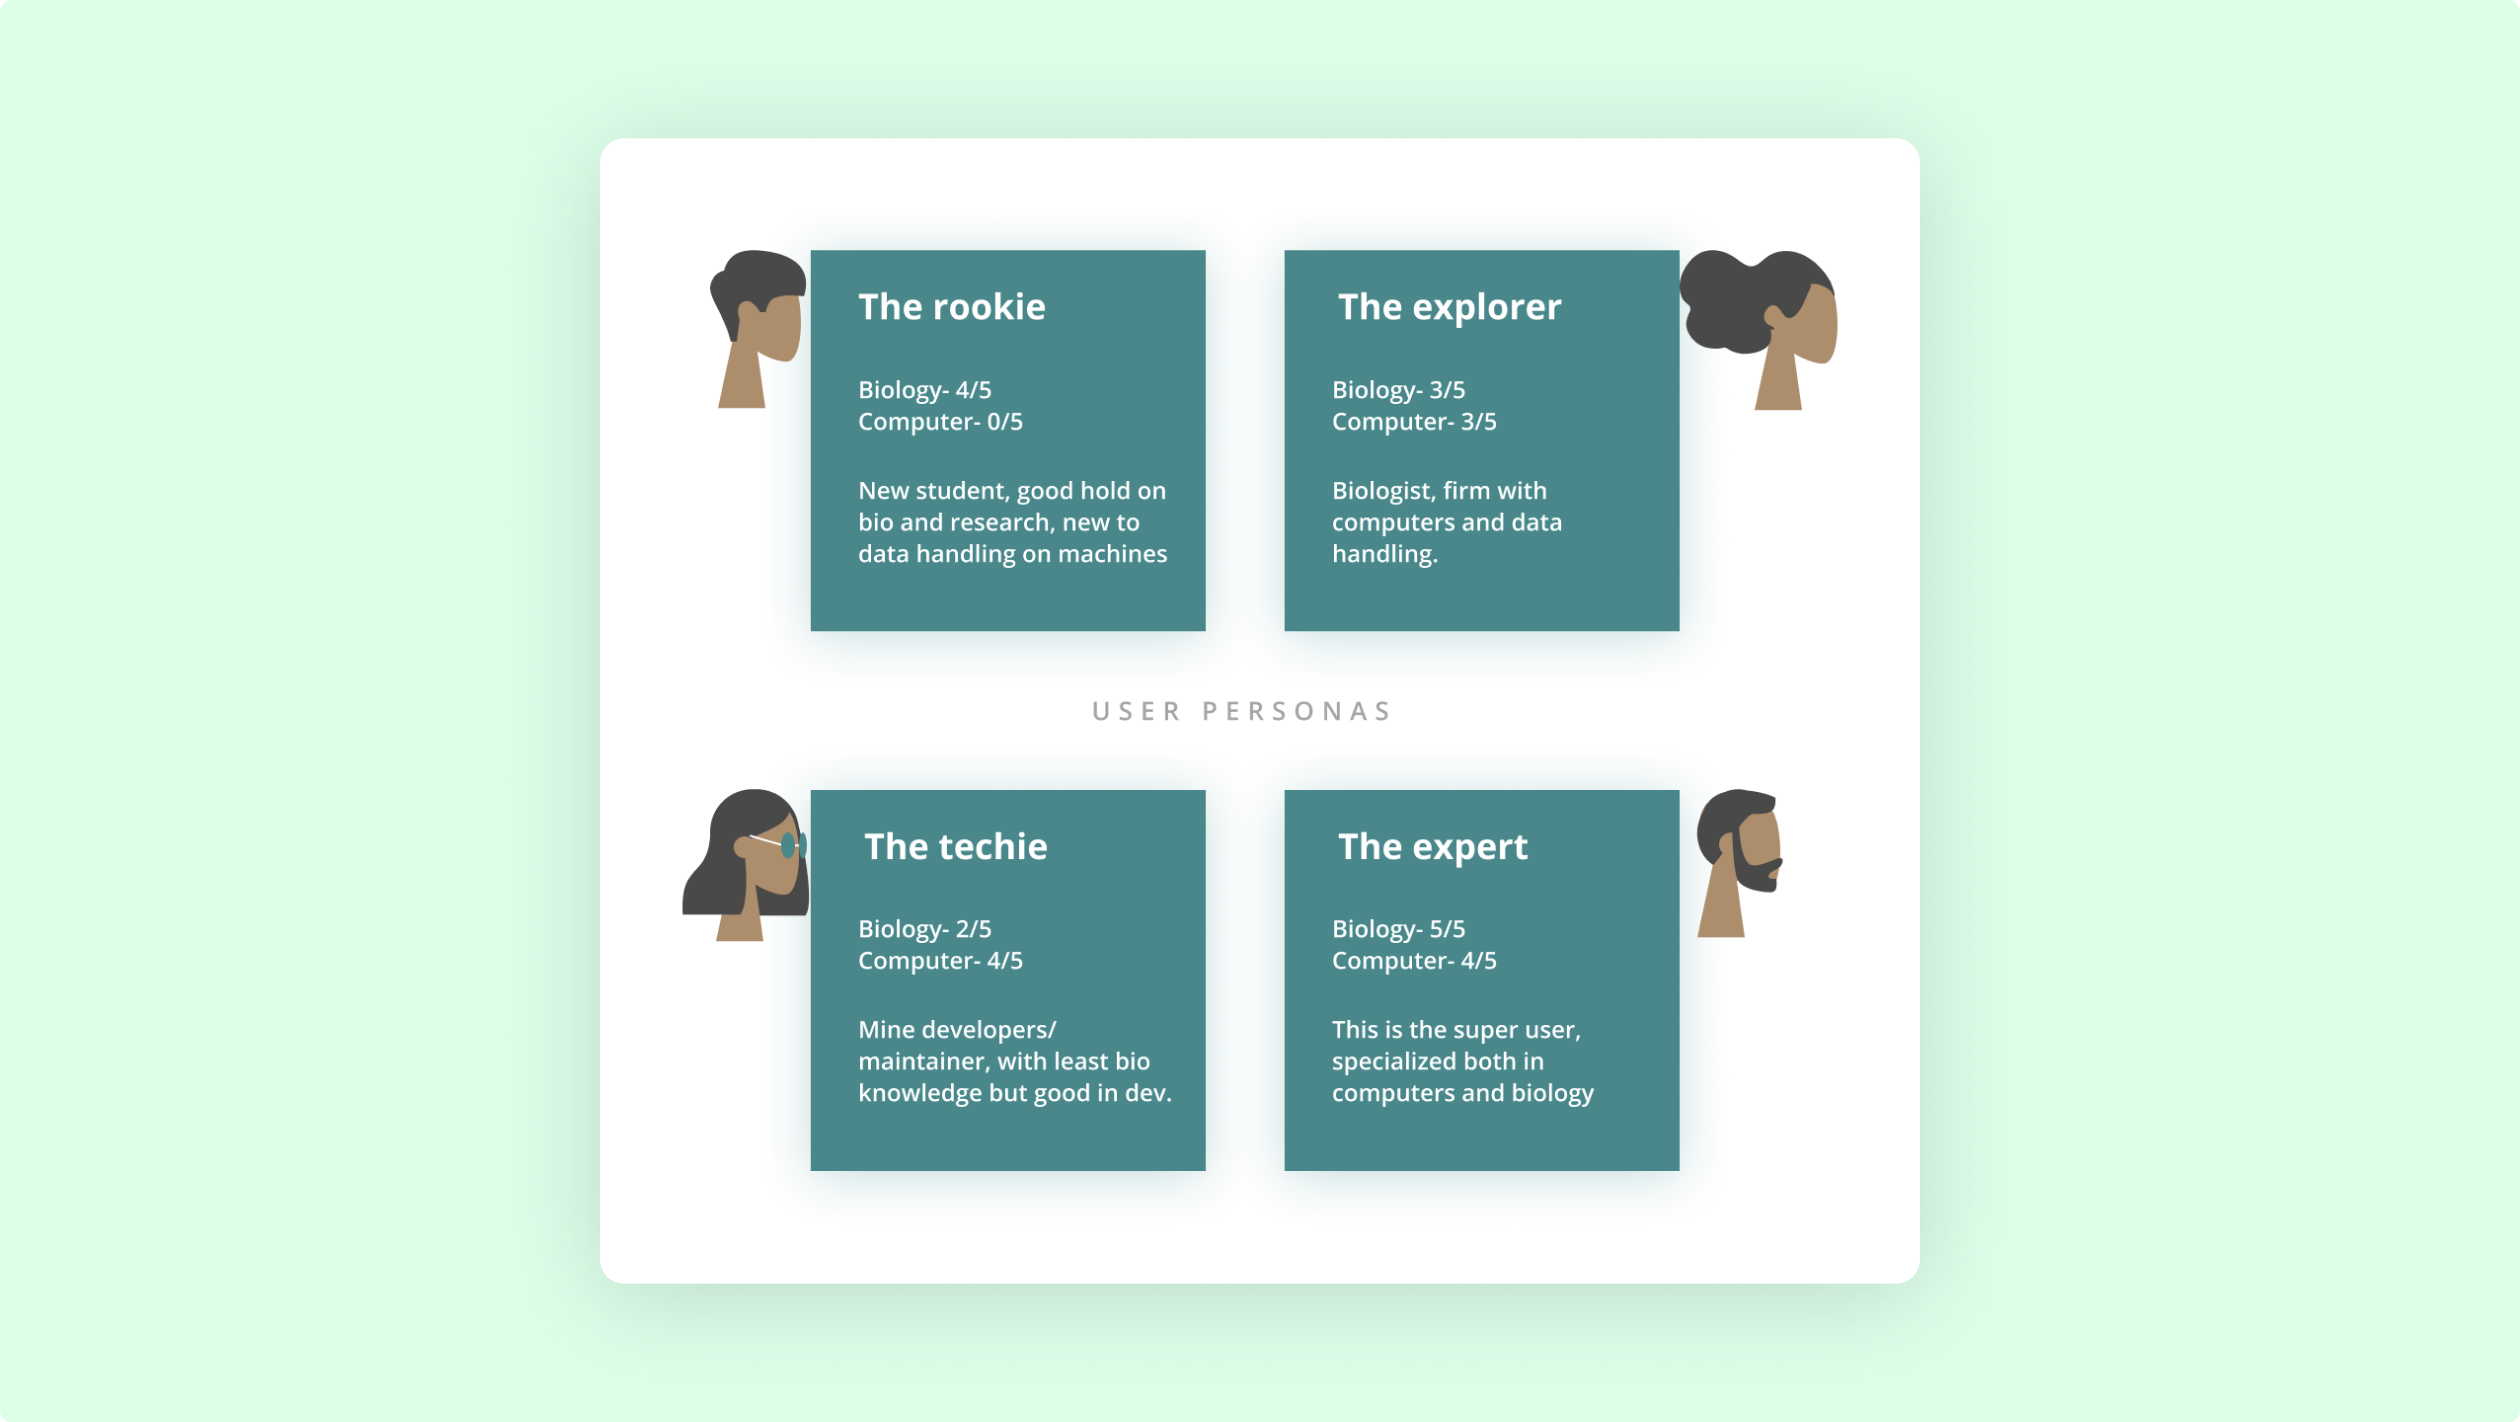 The rookie
Biology- 4/5
Computer- 0/5
New student, good hold on
bio and research, new to
data handling on machines
The explorer
Biology- 3/5
Computer- 3/5
Biologist, firm with
computers and data
handling.
USER PERSONAS
The techie
Biology- 2/5
Computer- 4/5
Mine developers/
maintainer, with least bio
knowledge but good in dev.
The expert
Biology- 5/5
Computer- 4/5
This is the super user,
specialized both in
computers and biology